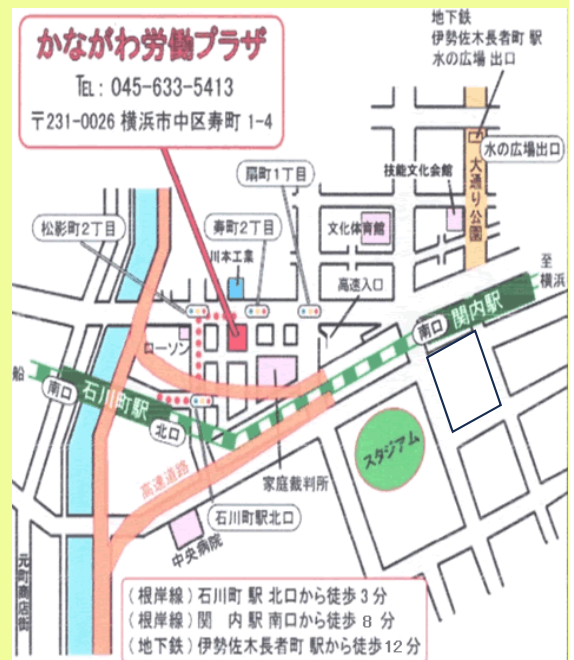 かながわ労働プラザ
TEL: 045-633-5413
〒231-0026 横浜市中区寿町 1-4
地下鉄
伊勢佐木長者町 駅
水の広場 出口
水の広場出口
大通り公園
技能文化会館
扇町1丁目
松影町2丁目
寿町2丁目
文化体育館
川本工業
高速入口
至
横浜
関内駅
南口
ローソン
船
南口
石川町駅
北口
スタジアム
高速道路
家庭裁判所
石川町駅北口
中央病院
元町商店街
(根岸線) 石川町 駅 北口から徒歩 3 分
(根岸線) 関 内 駅 南口から徒歩 8 分
(地下鉄) 伊勢佐木長者町 駅から徒歩12分